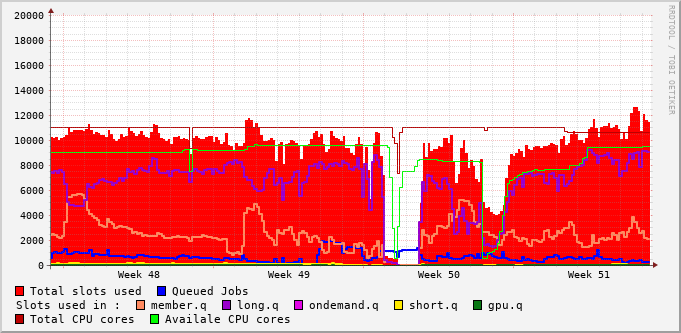 20000
18000
16000
14000
12000
10000
8000
6000
4000
2000
0
Week 48 Week 49 Week 50 Week 51
Total slots used Queued Jobs
Slots used in : member.q long.q ondemand.q short.q gpu.q
Total CPU cores Availale CPU cores
RRDTOOL / TOBI OETIKER